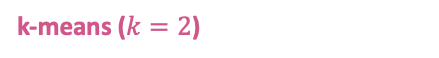 k-means (k = 2)